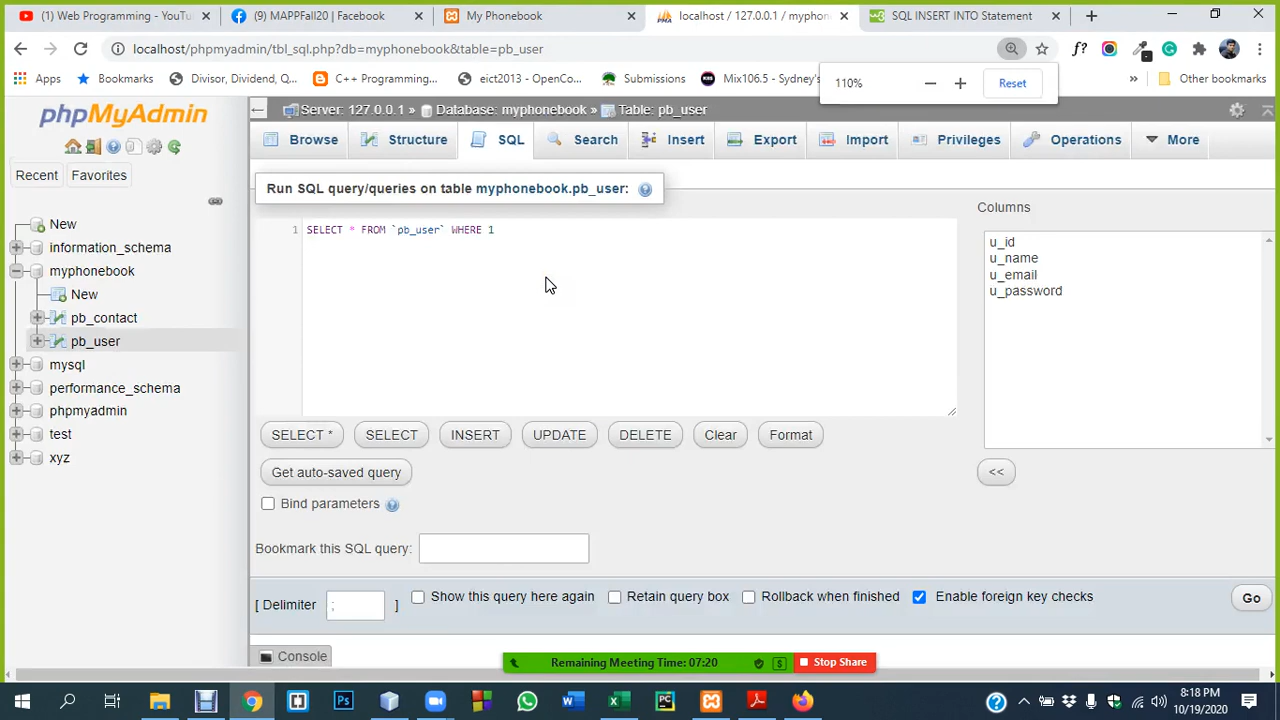 (1) Web Programming - YouTu
(9) MAPPFall20 | Facebook
My Phonebook
localhost / 127.0.0.1 / myphon
SQL INSERT INTO Statement
localhost/phpmyadmin/tbl_sql.php?db=myphonebook&table=pb_user
Apps
Bookmarks
Divisor, Dividend, Q...
C++ Programming...
eict2013 - OpenCo...
Submissions
Mix106.5 - Sydney's
»
Other bookmarks
110%
Reset
phpMyAdmin
Recent
Favorites
New
information_schema
myphonebook
New
pb_contact
pb_user
mysql
performance_schema
phpmyadmin
test
xyz
Server: 127.0.0.1 » Database: myphonebook » Table: pb_user
Browse
Structure
SQL
Search
Insert
Export
Import
Privileges
Operations
More
Run SQL query/queries on table myphonebook.pb_user:
1 SELECT * FROM `pb_user` WHERE 1
Columns
u_id
u_name
u_email
u_password
SELECT *
SELECT
INSERT
UPDATE
DELETE
Clear
Format
<<
Get auto-saved query
Bind parameters
Bookmark this SQL query:
[ Delimiter ; ]
Show this query here again
Retain query box
Rollback when finished
Enable foreign key checks
Go
Console
Remaining Meeting Time: 07:20
Stop Share
8:18 PM
10/19/2020